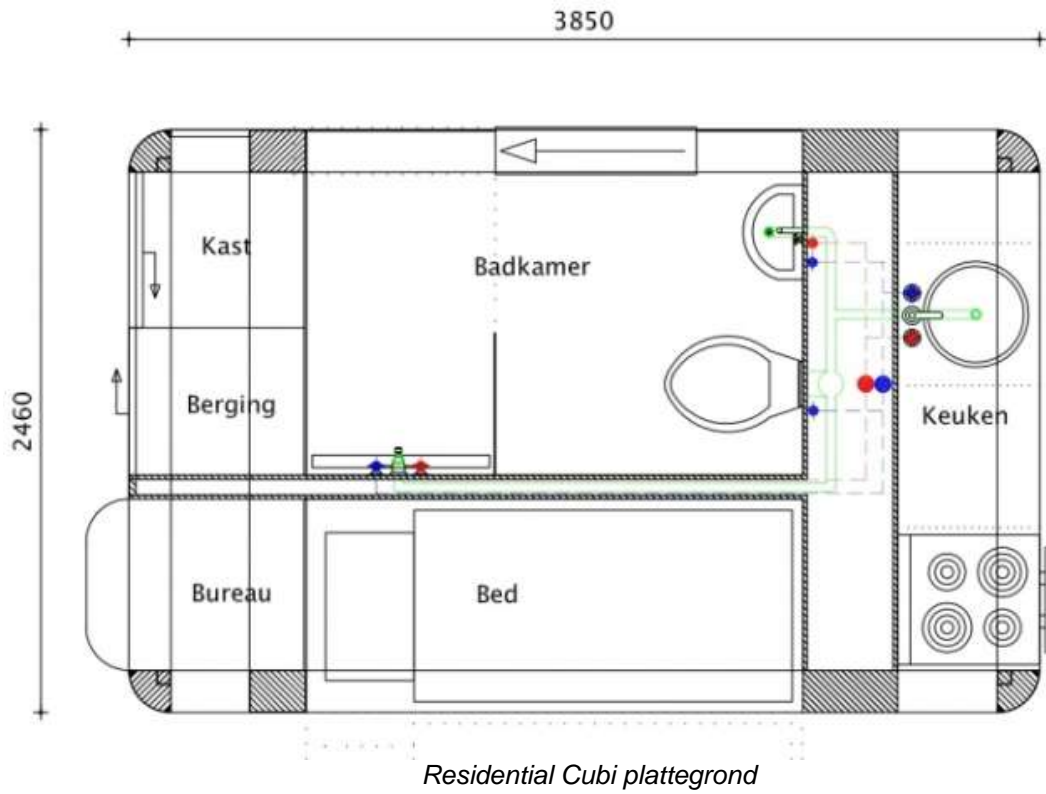 3850
2460
Kast
Badkamer
Berging
Keuken
Bureau
Bed
Residential Cubi plattegrond